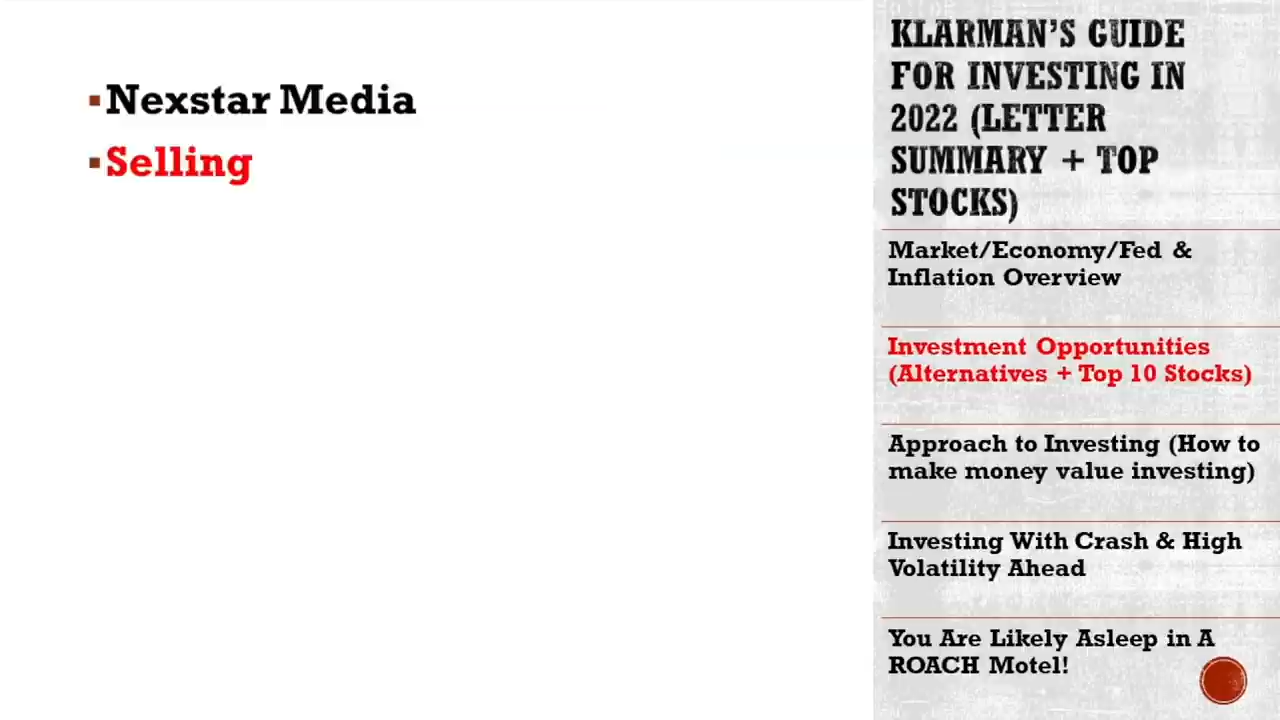 ▪Nexstar Media
▪Selling
KLARMAN'S GUIDE
FOR INVESTING IN
2022 (LETTER
SUMMARY + TOP
STOCKS)
Market/Economy/Fed &
Inflation Overview
Investment Opportunities
(Alternatives + Top 10 Stocks)
Approach to Investing (How to
make money value investing)
Investing With Crash & High
Volatility Ahead
You Are Likely Asleep in A
ROACH Motel!